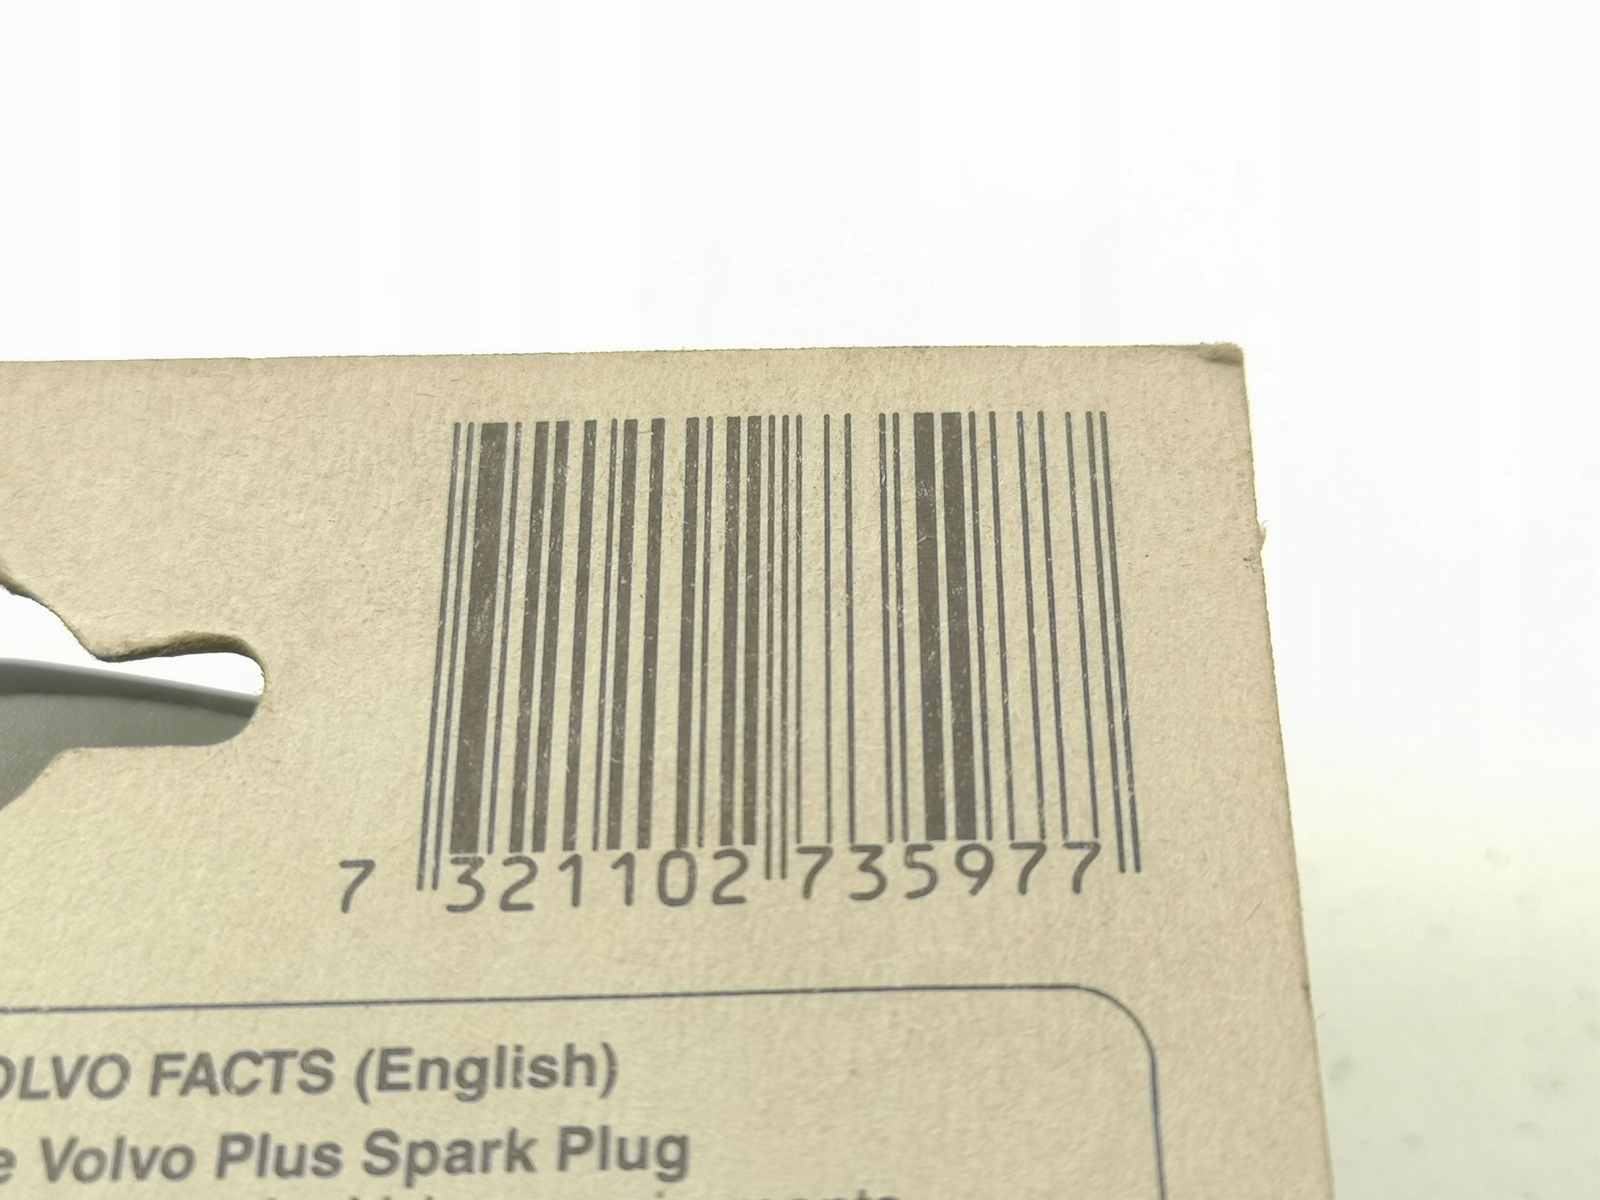 7 321102 735977
OLVO FACTS (English)
e Volvo Plus Spark Plug